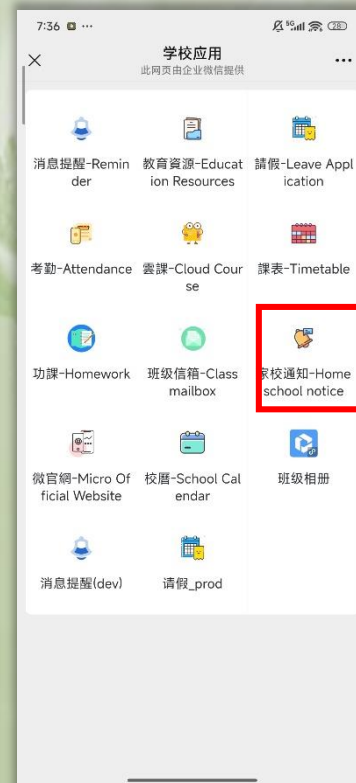 7:36 ...
5G 28
学校应用
此网页由企业微信提供
消息提醒-Remin
der
教育資源-Educat
ion Resources
請假-Leave Appl
ication
考勤-Attendance
雲課-Cloud Cour
se
課表-Timetable
功課-Homework
班级信箱-Class
mailbox
家校通知-Home
school notice
微官網-Micro Of
ficial Website
校曆-School Cal
endar
班级相册
消息提醒(dev)
请假_prod